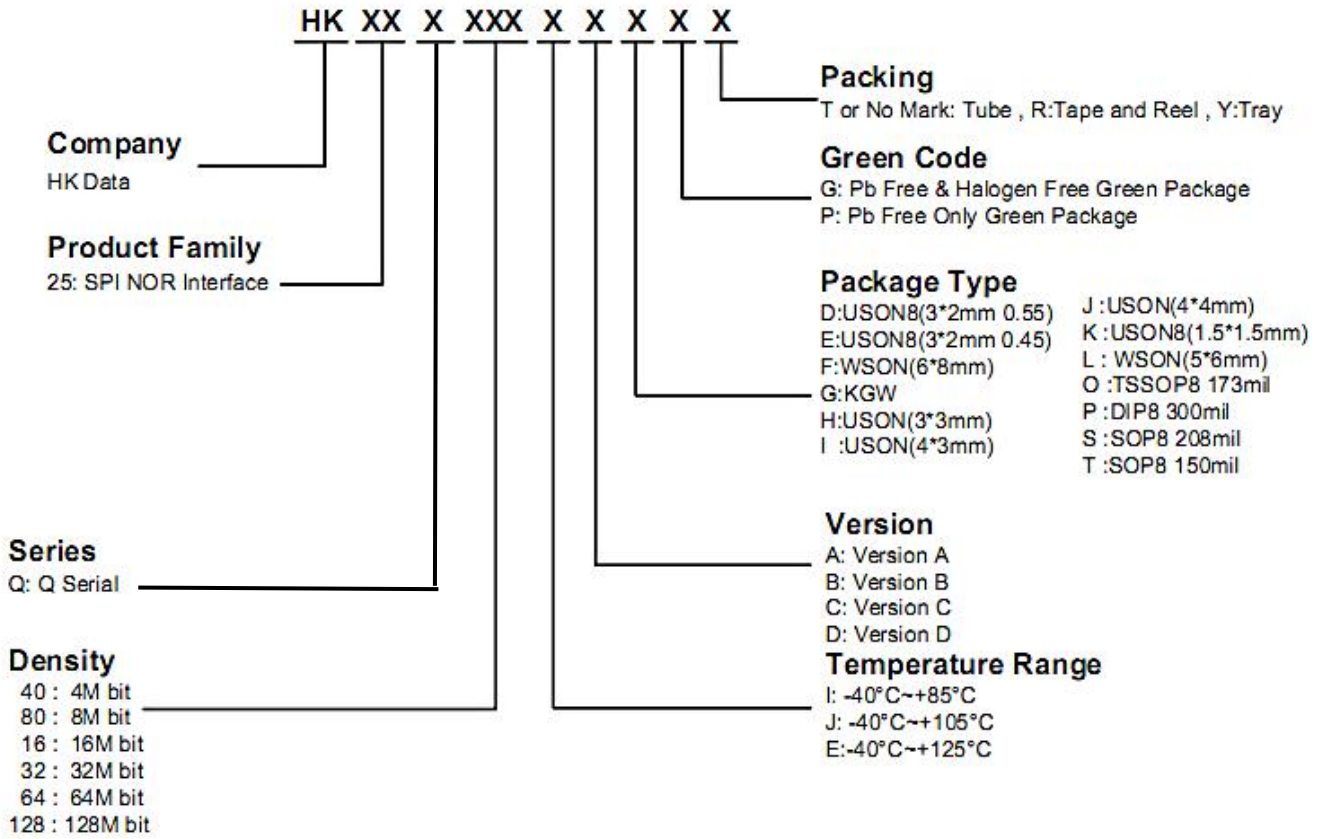 HK XX X XXX X X X X X
Packing
T or No Mark: Tube , R:Tape and Reel , Y:Tray
Company
HK Data
Green Code
G: Pb Free & Halogen Free Green Package
P: Pb Free Only Green Package
Product Family
25: SPI NOR Interface
Package Type
D:USON8(3*2mm 0.55)
E:USON8(3*2mm 0.45)
F:WSON(6*8mm)
G:KGW
H:USON(3*3mm)
I :USON(4*3mm)
J :USON(4*4mm)
K :USON8(1.5*1.5mm)
L : WSON(5*6mm)
O :TSSOP8 173mil
P :DIP8 300mil
S :SOP8 208mil
T :SOP8 150mil
Version
A: Version A
B: Version B
C: Version C
D: Version D
Series
Q: Q Serial
Density
40 : 4M bit
80 : 8M bit
16 : 16M bit
32 : 32M bit
64 : 64M bit
128 : 128M bit
Temperature Range
I: -40°C~+85°C
J: -40°C~+105°C
E:-40°C~+125°C